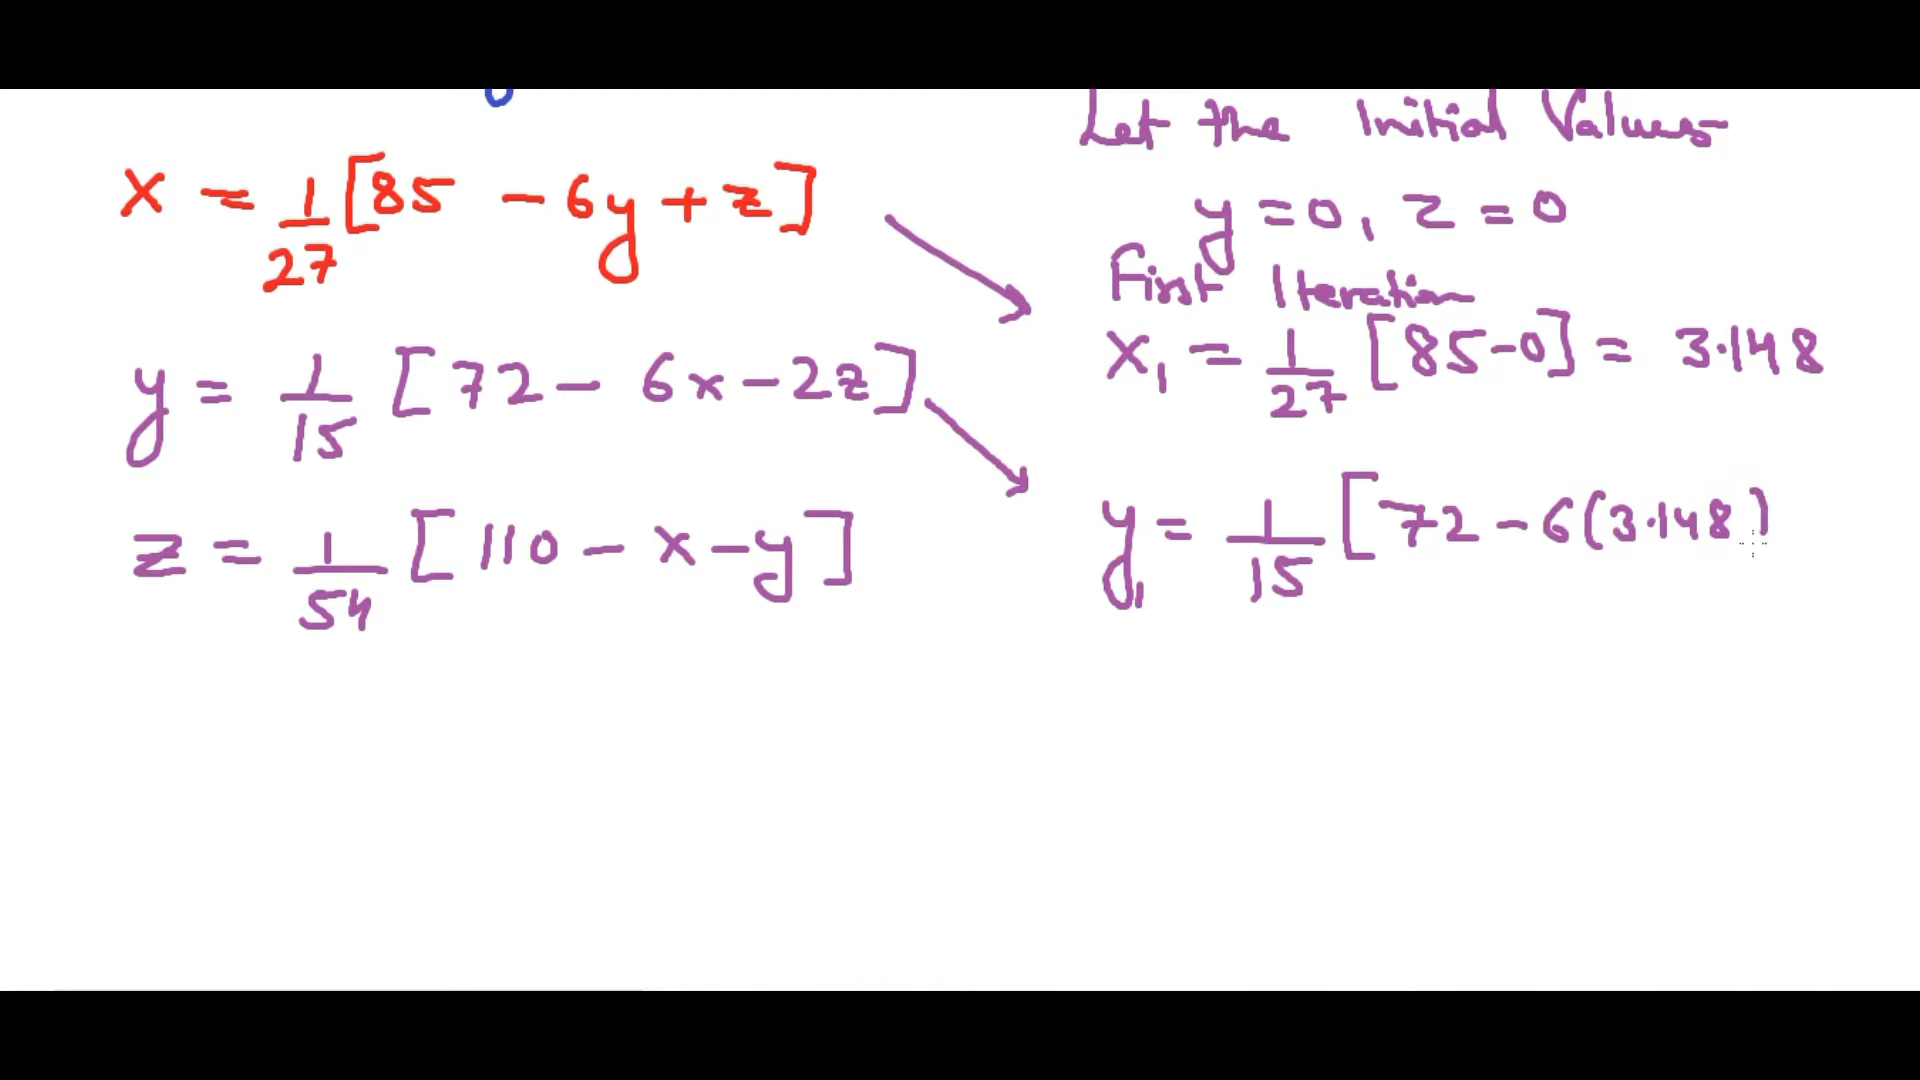 x = 1/27 [85 - 6y + z]
y = 1/15 [72 - 6x - 2z]
z = 1/54 [110 - x - y]
Let the Initial Values
y = 0, z = 0
First Iteration
x₁ = 1/27 [85-0] = 3.148
y₁ = 1/15 [72 - 6(3.148)